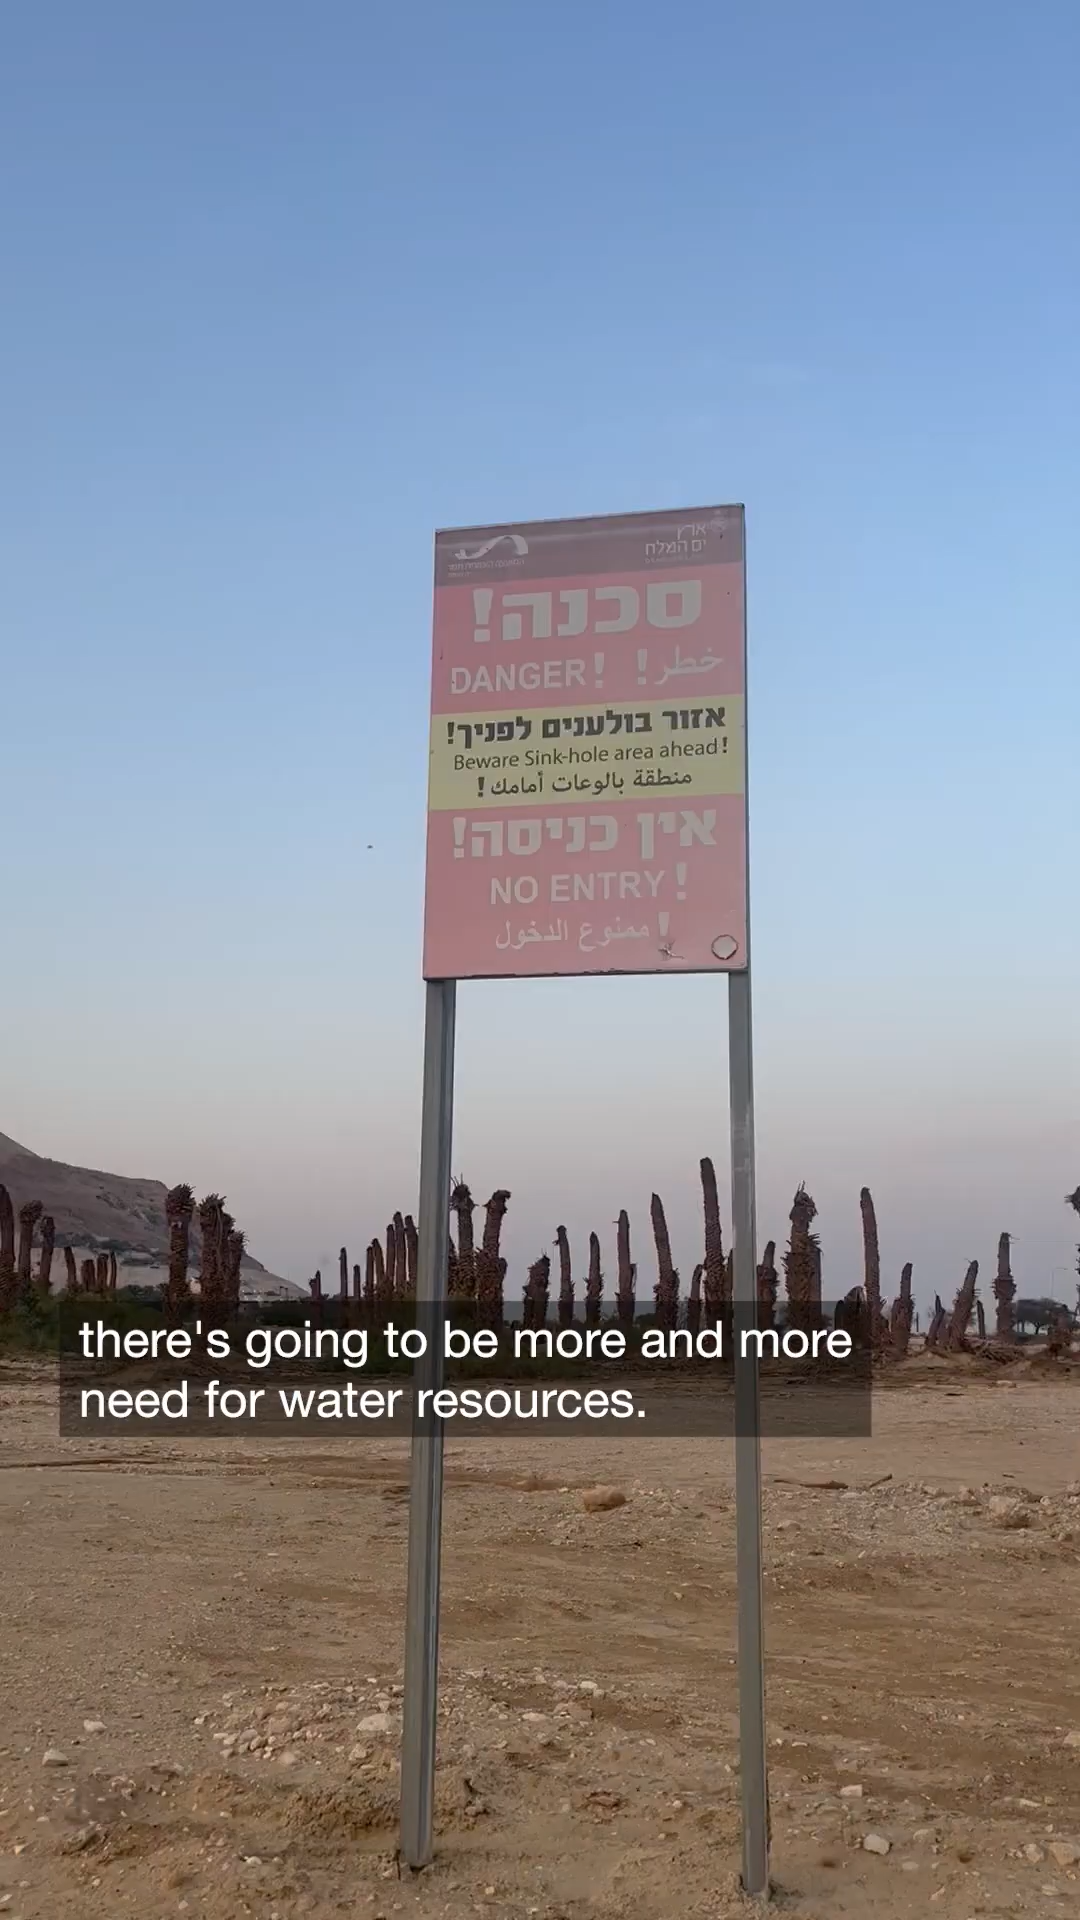 ארץ
ים המלח
סכנה!
DANGER! خطر!
אזור בולענים לפניך!
Beware Sink-hole area ahead!
منطقة بالوعات أمامك!
אין כניסה!
NO ENTRY!
ممنوع الدخول!
there's going to be more and more
need for water resources.